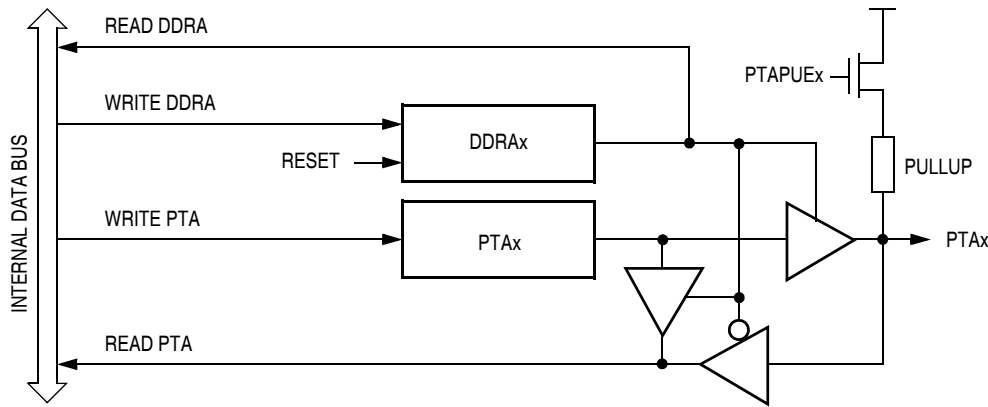 READ DDRA
PTAPUEx
WRITE DDRA
DDRAx
RESET
PULLUP
INTERNAL DATA BUS
WRITE PTA
PTAx
PTAx
READ PTA